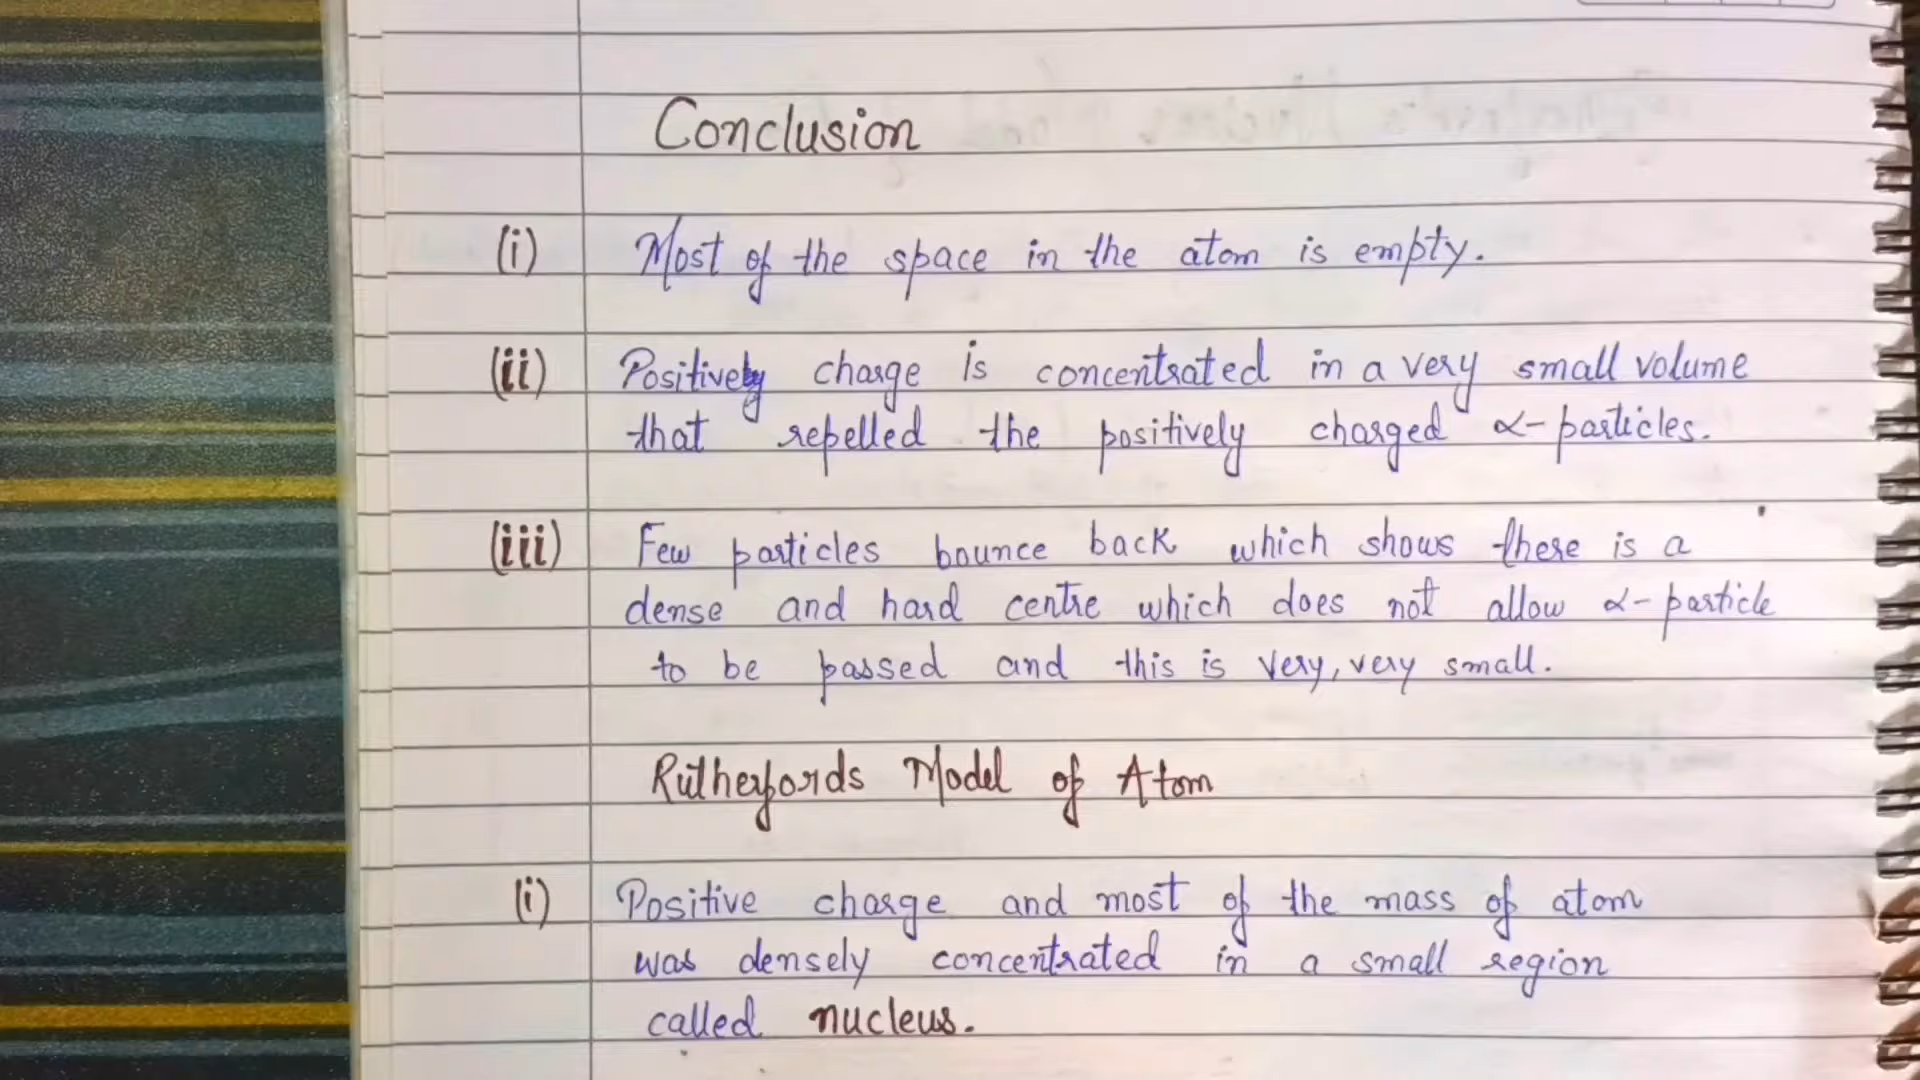 Conclusion
(i) Most of the space in the atom is empty.
(ii) Positively charge is concentrated in a very small volume
that repelled the positively charged α-particles.
(iii) Few particles bounce back which shows there is a
dense and hard centre which does not allow α-particle
to be passed and this is very, very small.
Rutherfords Model of Atom
(i) Positive charge and most of the mass of atom
was densely concentrated in a small region
called nucleus.